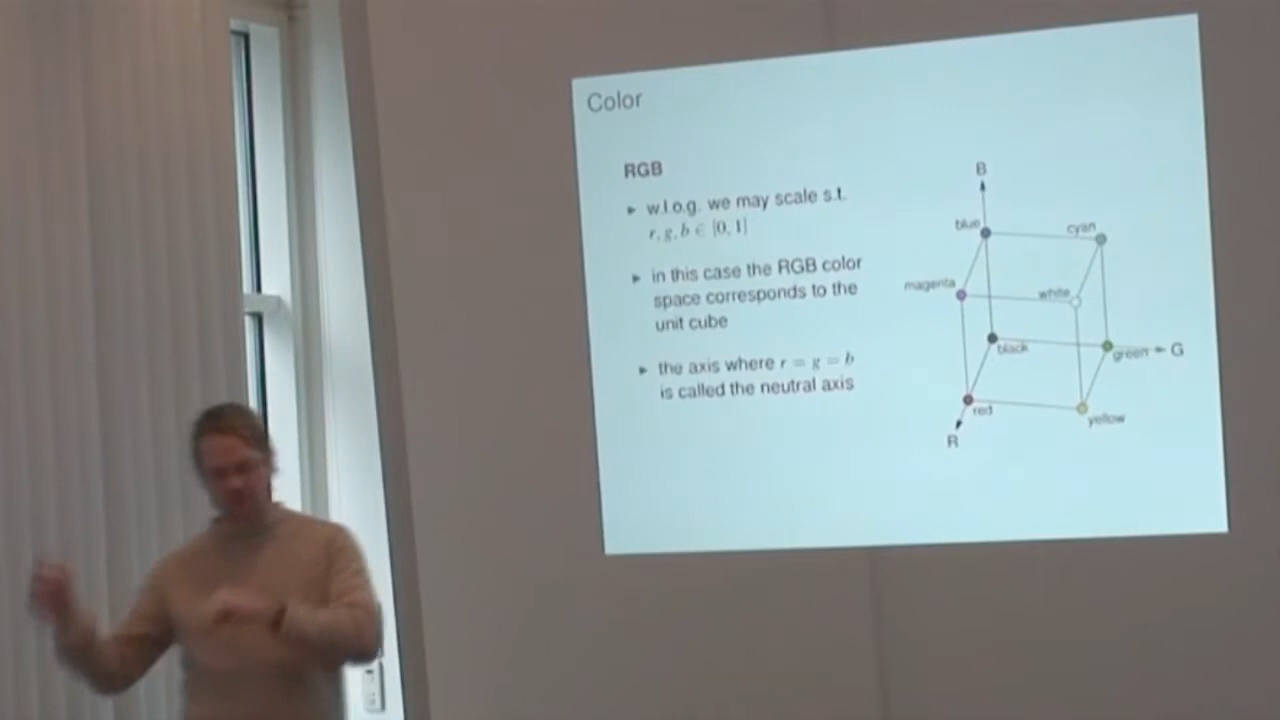 Color
RGB
► w.l.o.g. we may scale s.t.
r, g, b ∈ [0, 1]
► in this case the RGB color
space corresponds to the
unit cube
► the axis where r = g = b
is called the neutral axis
B
blue
cyan
magenta
white
black
green
G
red
yellow
R